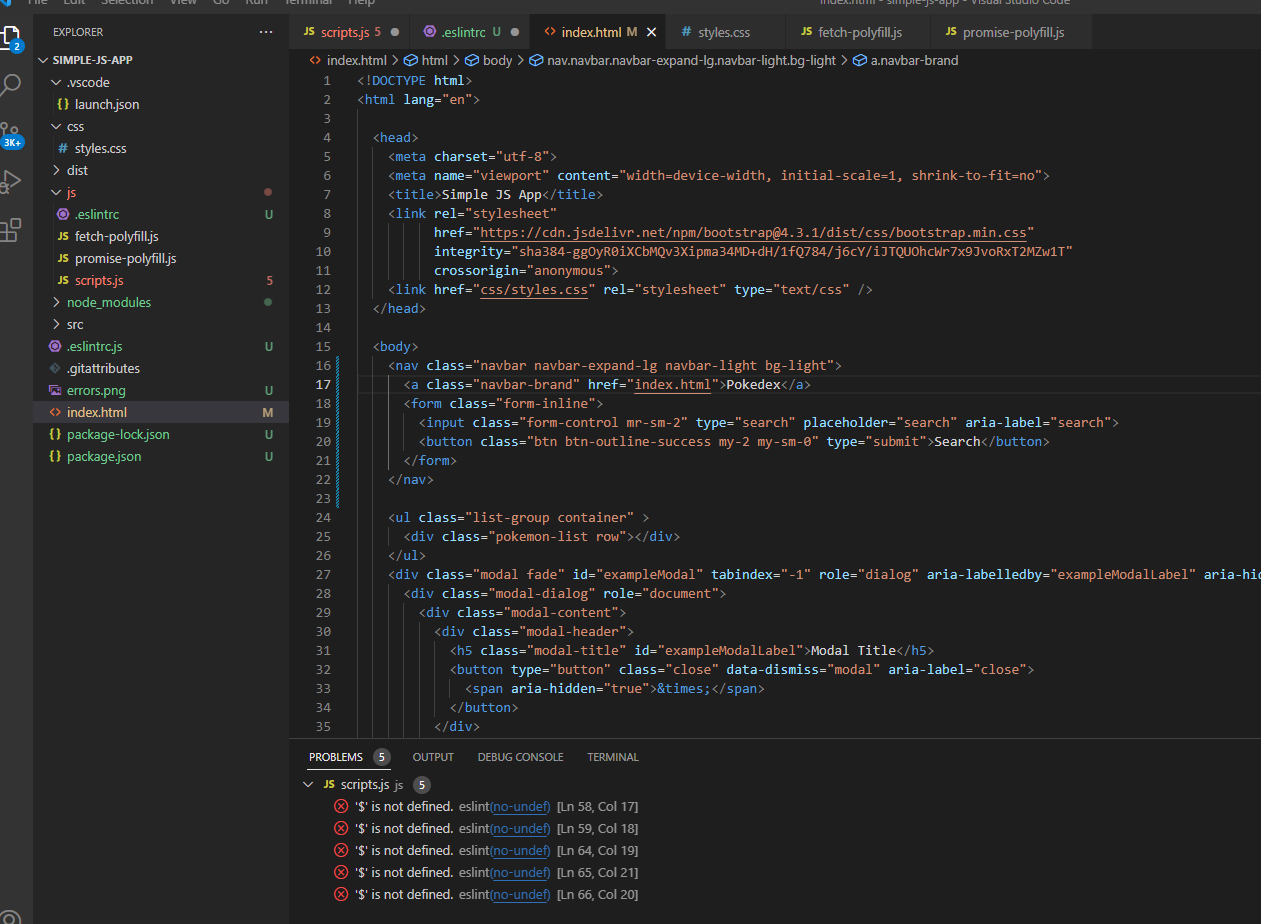 File Edit Selection View Go Run Terminal Help index.html - simple-js-app - Visual Studio Code
EXPLORER ...
JS scripts.js 5
.eslintrc U
<> index.html M
# styles.css
JS fetch-polyfill.js
JS promise-polyfill.js
2
3K+
SIMPLE-JS-APP
.vscode
{} launch.json
css
# styles.css
dist
js
.eslintrc U
JS fetch-polyfill.js
JS promise-polyfill.js
JS scripts.js 5
node_modules
src
.eslintrc.js U
.gitattributes
errors.png U
<> index.html M
{} package-lock.json U
{} package.json U
<> index.html > html > body > nav.navbar.navbar-expand-lg.navbar-light.bg-light > a.navbar-brand
1 <!DOCTYPE html>
2 <html lang="en">
3
4 <head>
5 <meta charset="utf-8">
6 <meta name="viewport" content="width=device-width, initial-scale=1, shrink-to-fit=no">
7 <title>Simple JS App</title>
8 <link rel="stylesheet"
9 href="https://cdn.jsdelivr.net/npm/bootstrap@4.3.1/dist/css/bootstrap.min.css"
10 integrity="sha384-ggOyR0iXCbMQv3Xipma34MD+dH/1fQ784/j6cY/iJTQUOhcWr7x9JvoRxT2MZw1T"
11 crossorigin="anonymous">
12 <link href="css/styles.css" rel="stylesheet" type="text/css" />
13 </head>
14
15 <body>
16 <nav class="navbar navbar-expand-lg navbar-light bg-light">
17 <a class="navbar-brand" href="index.html">Pokedex</a>
18 <form class="form-inline">
19 <input class="form-control mr-sm-2" type="search" placeholder="search" aria-label="search">
20 <button class="btn btn-outline-success my-2 my-sm-0" type="submit">Search</button>
21 </form>
22 </nav>
23
24 <ul class="list-group container" >
25 <div class="pokemon-list row"></div>
26 </ul>
27 <div class="modal fade" id="exampleModal" tabindex="-1" role="dialog" aria-labelledby="exampleModalLabel" aria-hid
28 <div class="modal-dialog" role="document">
29 <div class="modal-content">
30 <div class="modal-header">
31 <h5 class="modal-title" id="exampleModalLabel">Modal Title</h5>
32 <button type="button" class="close" data-dismiss="modal" aria-label="close">
33 <span aria-hidden="true">&times;</span>
34 </button>
35 </div>
PROBLEMS 5 OUTPUT DEBUG CONSOLE TERMINAL
JS scripts.js js 5
'$' is not defined. eslint(no-undef) [Ln 58, Col 17]
'$' is not defined. eslint(no-undef) [Ln 59, Col 18]
'$' is not defined. eslint(no-undef) [Ln 64, Col 19]
'$' is not defined. eslint(no-undef) [Ln 65, Col 21]
'$' is not defined. eslint(no-undef) [Ln 66, Col 20]